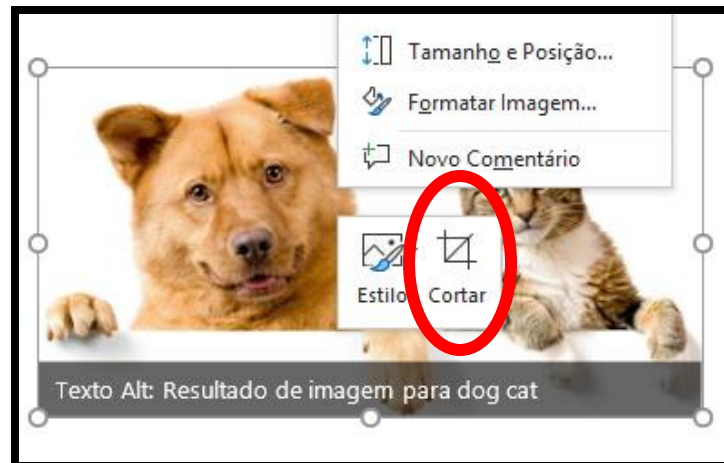 Tamanho e Posição...
Formatar Imagem...
Novo Comentário
Estilo Cortar
Texto Alt: Resultado de imagem para dog cat